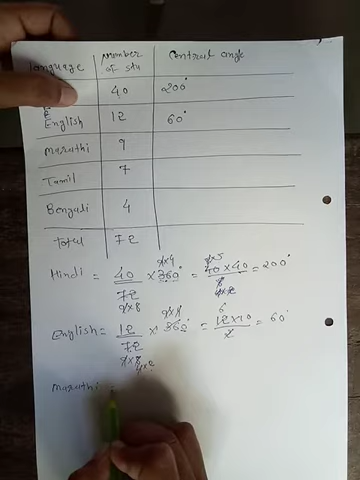 Language Number of stu Central angle
40 200°
English 12 60°
Marathi 9
Tamil 7
Bengali 4
Total 72
Hindi = 40/72 × 360° = 40×40/8 = 200°
English = 12/72 × 360° = 12×10/2 = 60°
Marathi =